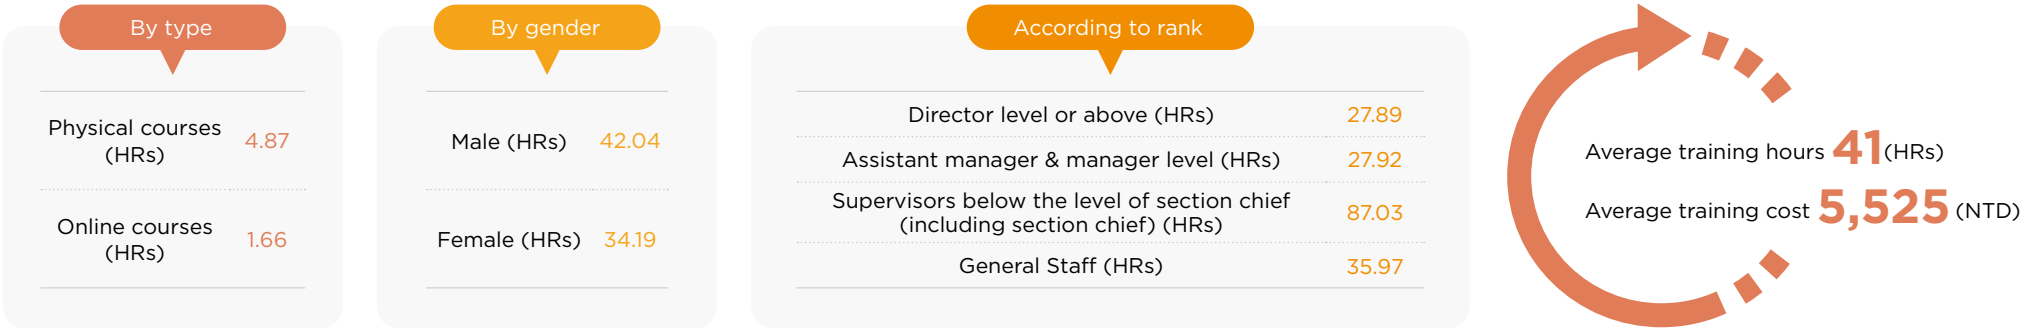 By type
Physical courses
(HRs)
4.87
Online courses
(HRs)
1.66
By gender
Male (HRs) 42.04
Female (HRs) 34.19
According to rank
Director level or above (HRs) 27.89
Assistant manager & manager level (HRs) 27.92
Supervisors below the level of section chief
(including section chief) (HRs)
87.03
General Staff (HRs) 35.97
Average training hours 41 (HRs)
Average training cost 5,525 (NTD)